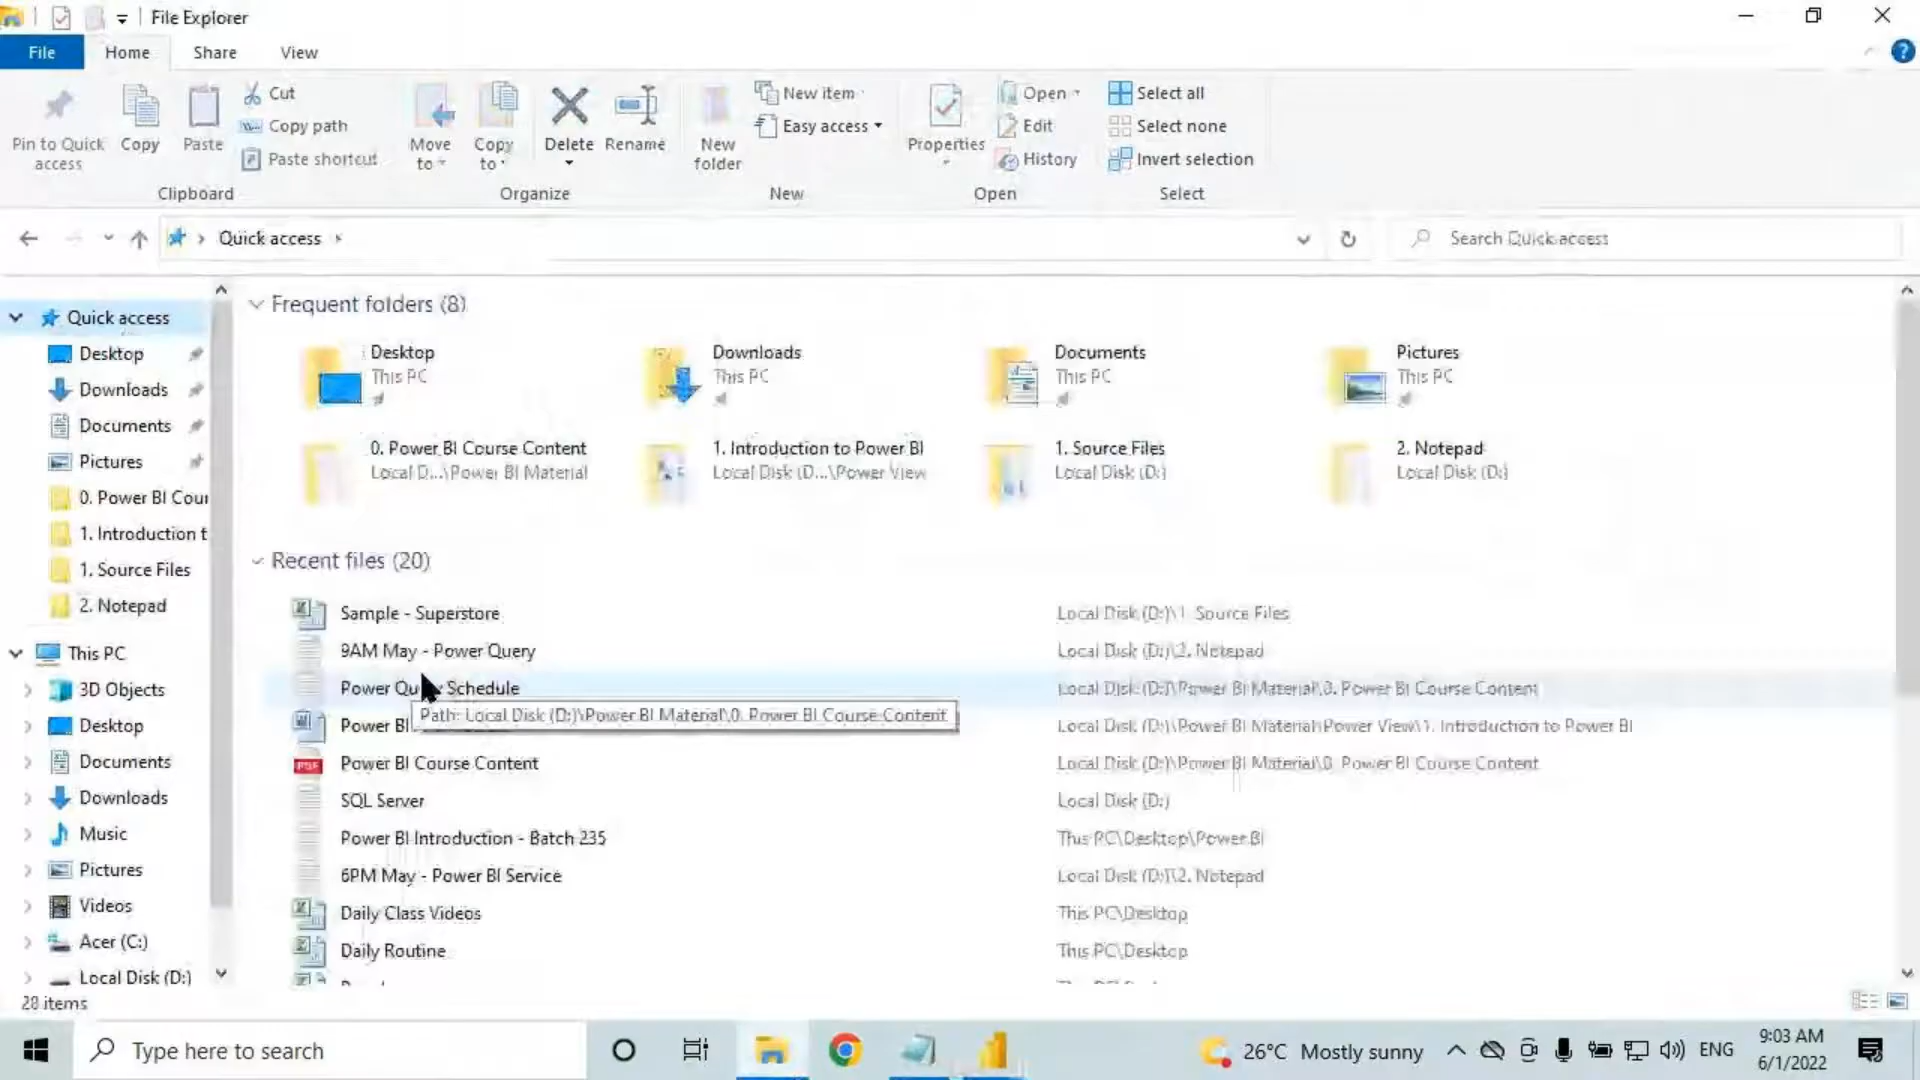 File Explorer
File Home Share View
Pin to Quick access
Copy
Paste
Cut
Copy path
Paste shortcut
Clipboard
Move to
Copy to
Delete
Rename
Organize
New folder
New item
Easy access
New
Properties
Open
Edit
History
Open
Select all
Select none
Invert selection
Select
Quick access
Search Quick access
Quick access
Desktop
Downloads
Documents
Pictures
0. Power BI Cour
1. Introduction t
1. Source Files
2. Notepad
This PC
3D Objects
Desktop
Documents
Downloads
Music
Pictures
Videos
Acer (C:)
Local Disk (D:)
Frequent folders (8)
Desktop
This PC
Downloads
This PC
Documents
This PC
Pictures
This PC
0. Power BI Course Content
Local D...\Power BI Material
1. Introduction to Power BI
Local Disk (D...\Power View
1. Source Files
Local Disk (D:)
2. Notepad
Local Disk (D:)
Recent files (20)
Sample - Superstore Local Disk (D:)\1. Source Files
9AM May - Power Query Local Disk (D:)\2. Notepad
Power Qu Schedule Local Disk (D:)\Power BI Material\0. Power BI Course Content
Path: Local Disk (D:)\Power BI Material\0. Power BI Course Content
Power BI Local Disk (D:)\Power BI Material\Power View\1. Introduction to Power BI
PDF Power BI Course Content Local Disk (D:)\Power BI Material\0. Power BI Course Content
SQL Server Local Disk (D:)
Power BI Introduction - Batch 235 This PC\Desktop\Power BI
6PM May - Power BI Service Local Disk (D:)\2. Notepad
Daily Class Videos This PC\Desktop
Daily Routine This PC\Desktop
28 items
Type here to search
26°C Mostly sunny
ENG
9:03 AM
6/1/2022